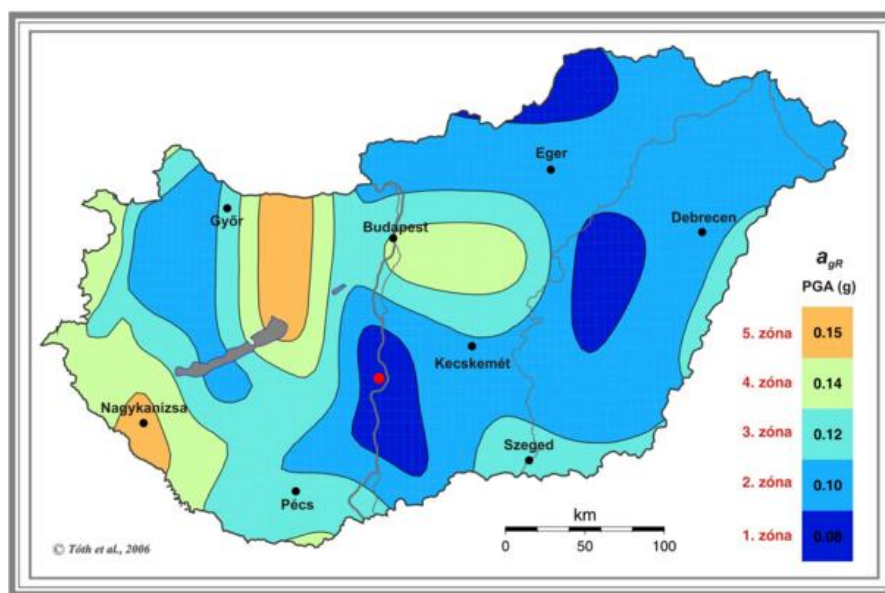 Eger
Debrecen
Győr
Budapest
Kecskemét
Nagykanizsa
Szeged
Pécs
a_gR
PGA (g)
5. zóna 0.15
4. zóna 0.14
3. zóna 0.12
2. zóna 0.10
1. zóna 0.08
km
0 50 100
© Tóth et al., 2006